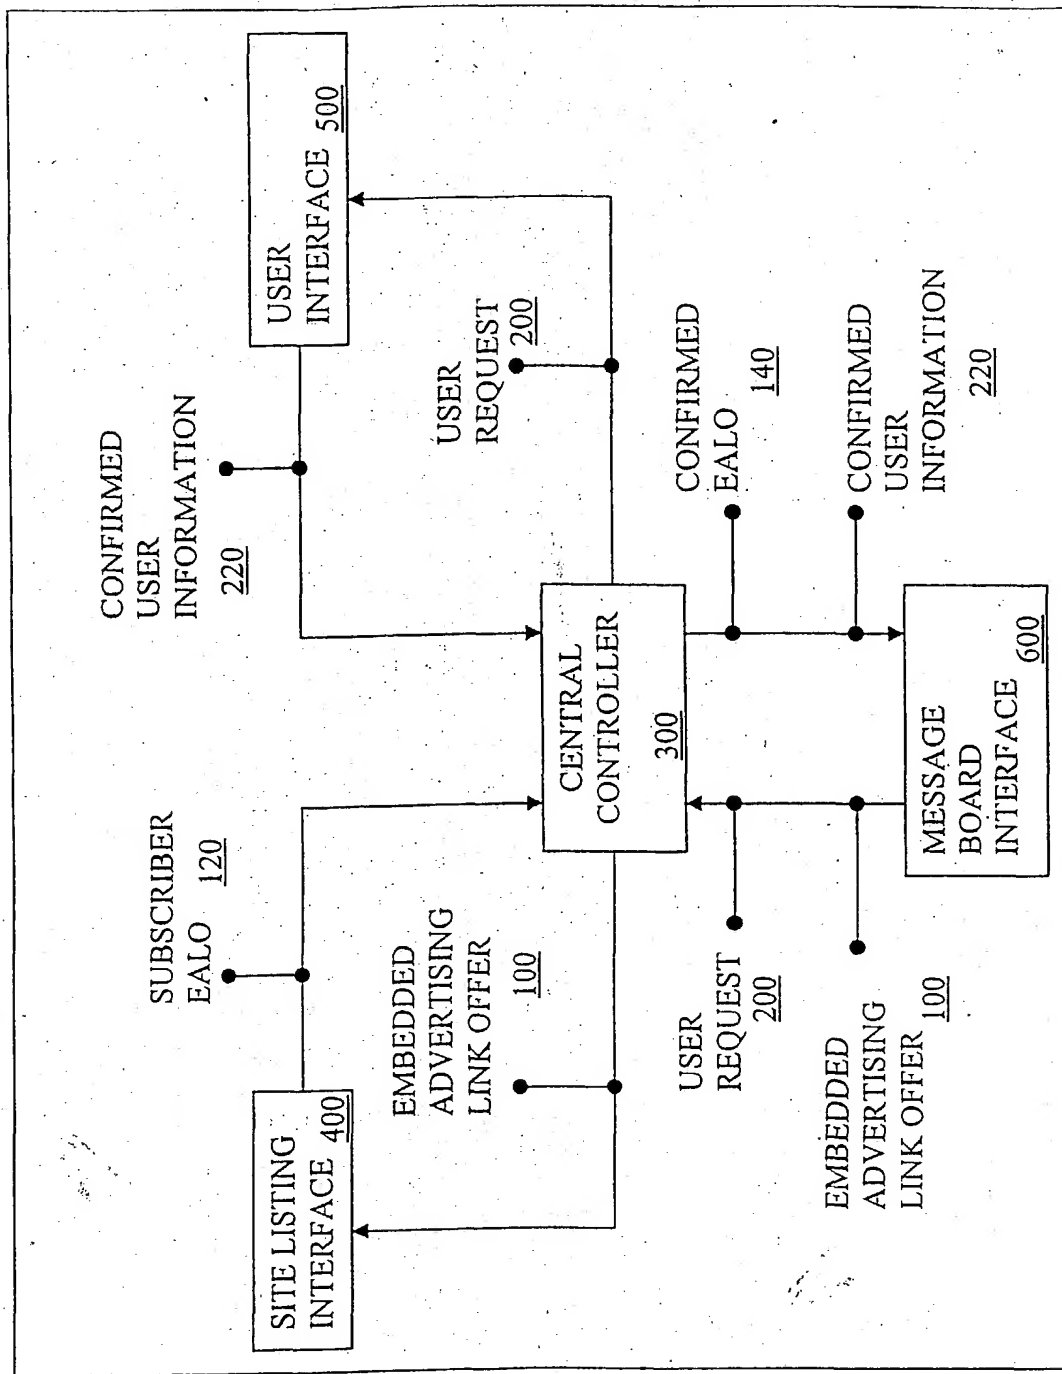 SUBSCRIBER
EALO 120
CONFIRMED
USER
INFORMATION
220
SITE LISTING
INTERFACE 400
USER
INTERFACE 500
EMBEDDED
ADVERTISING
LINK OFFER
100
USER
REQUEST
200
CENTRAL
CONTROLLER
300
USER
REQUEST
200
CONFIRMED
EALO
140
EMBEDDED
ADVERTISING
LINK OFFER 100
MESSAGE
BOARD
INTERFACE 600
CONFIRMED
USER
INFORMATION
220